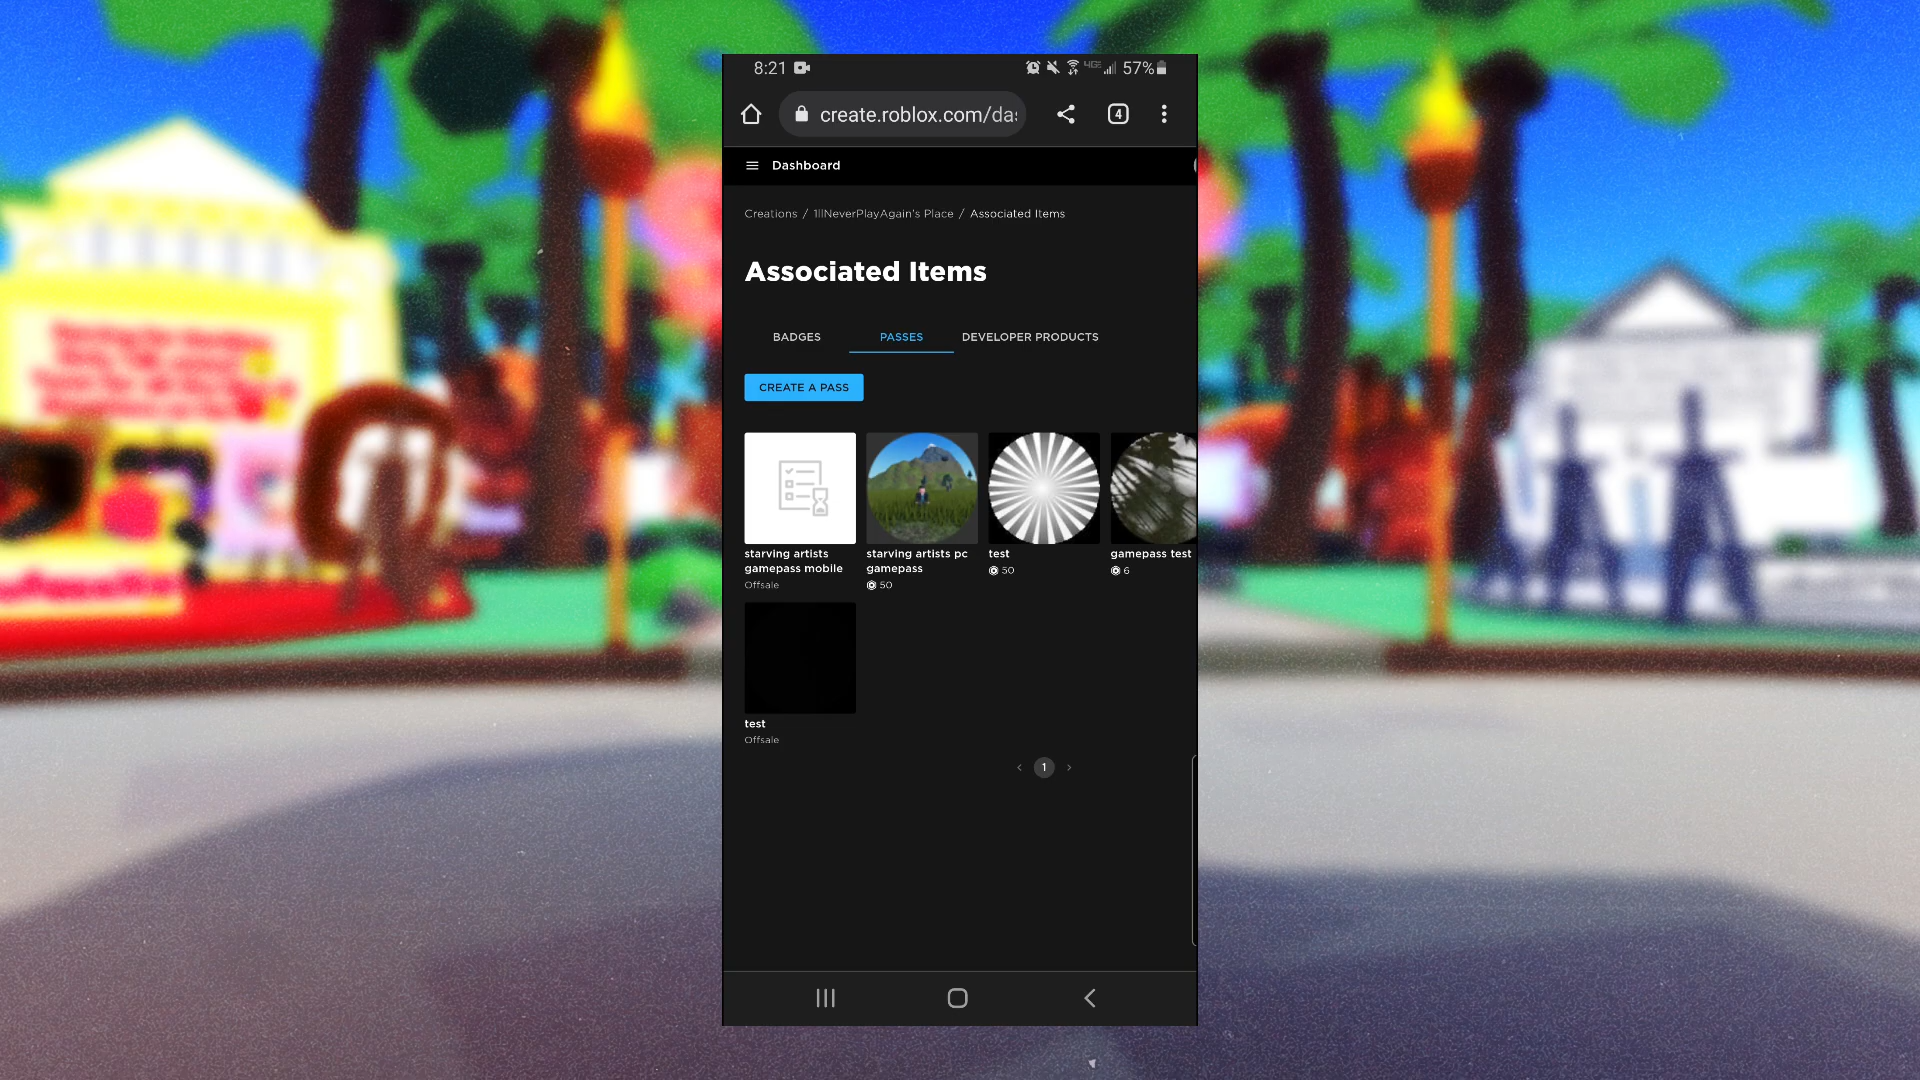 8:21
4GE 57%
create.roblox.com/da
4
Dashboard
Creations / 1llNeverPlayAgain's Place / Associated Items
Associated Items
BADGES PASSES DEVELOPER PRODUCTS
CREATE A PASS
starving artists
gamepass mobile
Offsale
starving artists pc
gamepass
50
test
50
gamepass test
6
test
Offsale
1